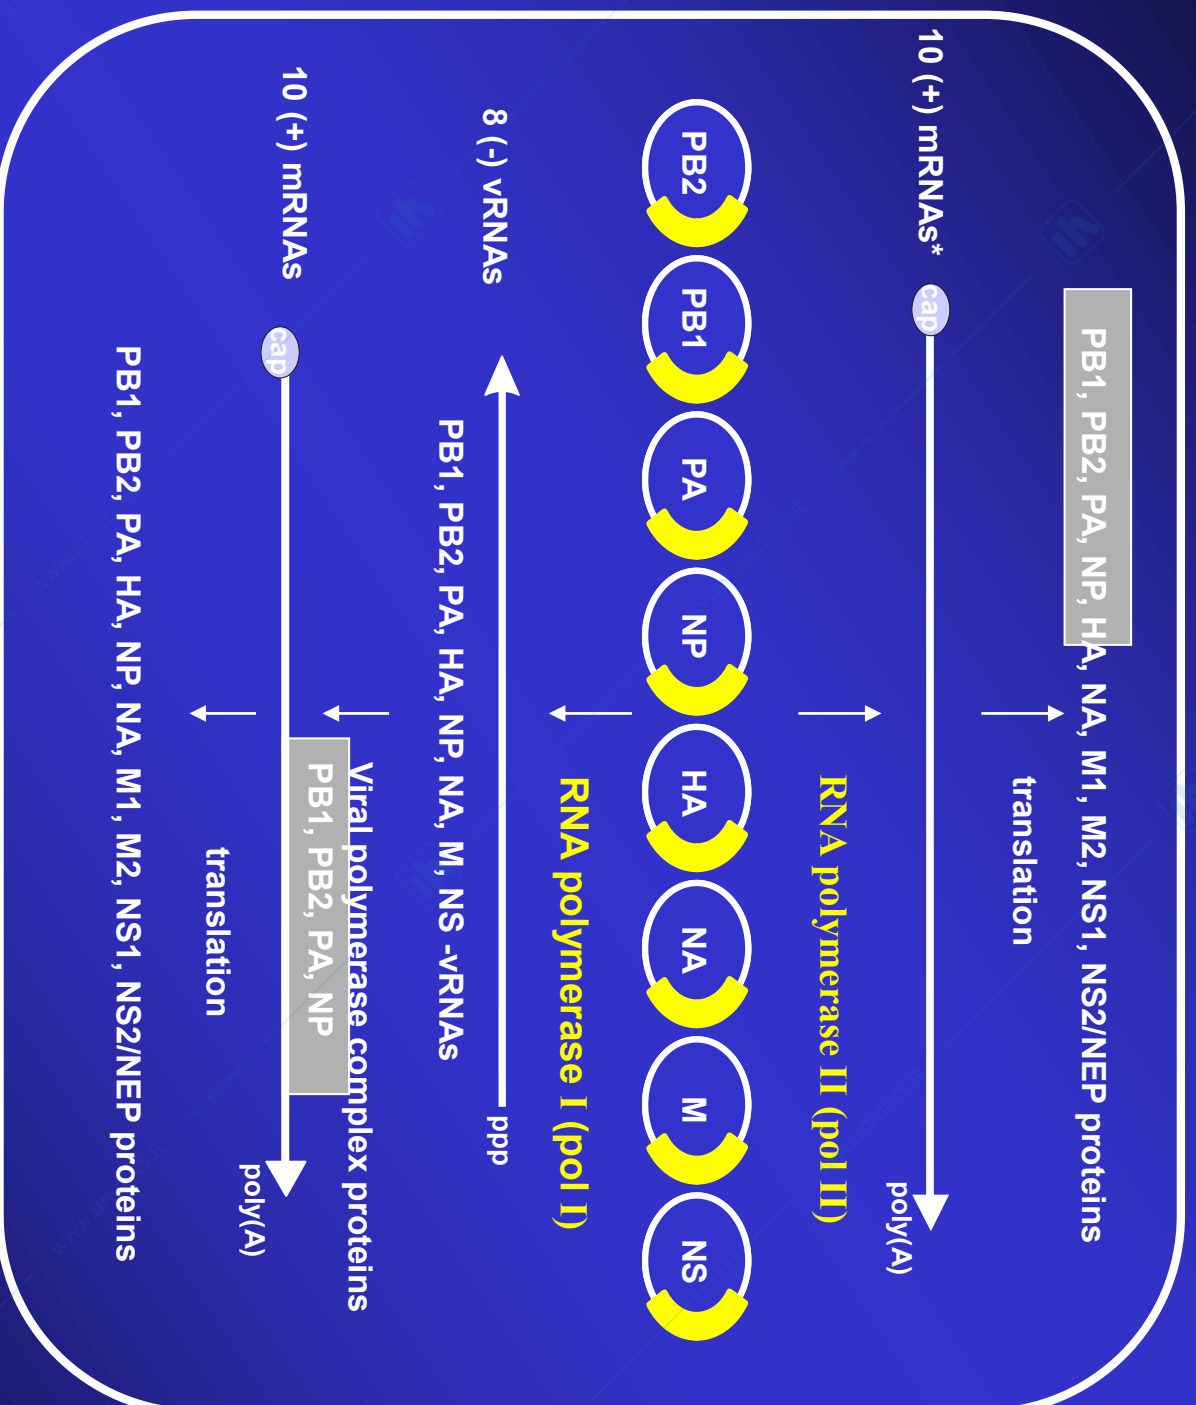 PB1, PB2, PA, NP, HA, NA, M1, M2, NS1, NS2/NEP proteins
translation
10 (+) mRNAs*
cap
poly(A)
RNA polymerase II (pol II)
PB2
PB1
PA
NP
HA
NA
M
NS
RNA polymerase I (pol I)
8 (-) vRNAs
ppp
PB1, PB2, PA, HA, NP, NA, M, NS -vRNAs
Viral polymerase complex proteins
PB1, PB2, PA, NP
10 (+) mRNAs
cap
poly(A)
translation
PB1, PB2, PA, HA, NP, NA, M1, M2, NS1, NS2/NEP proteins
www.unidocs.it